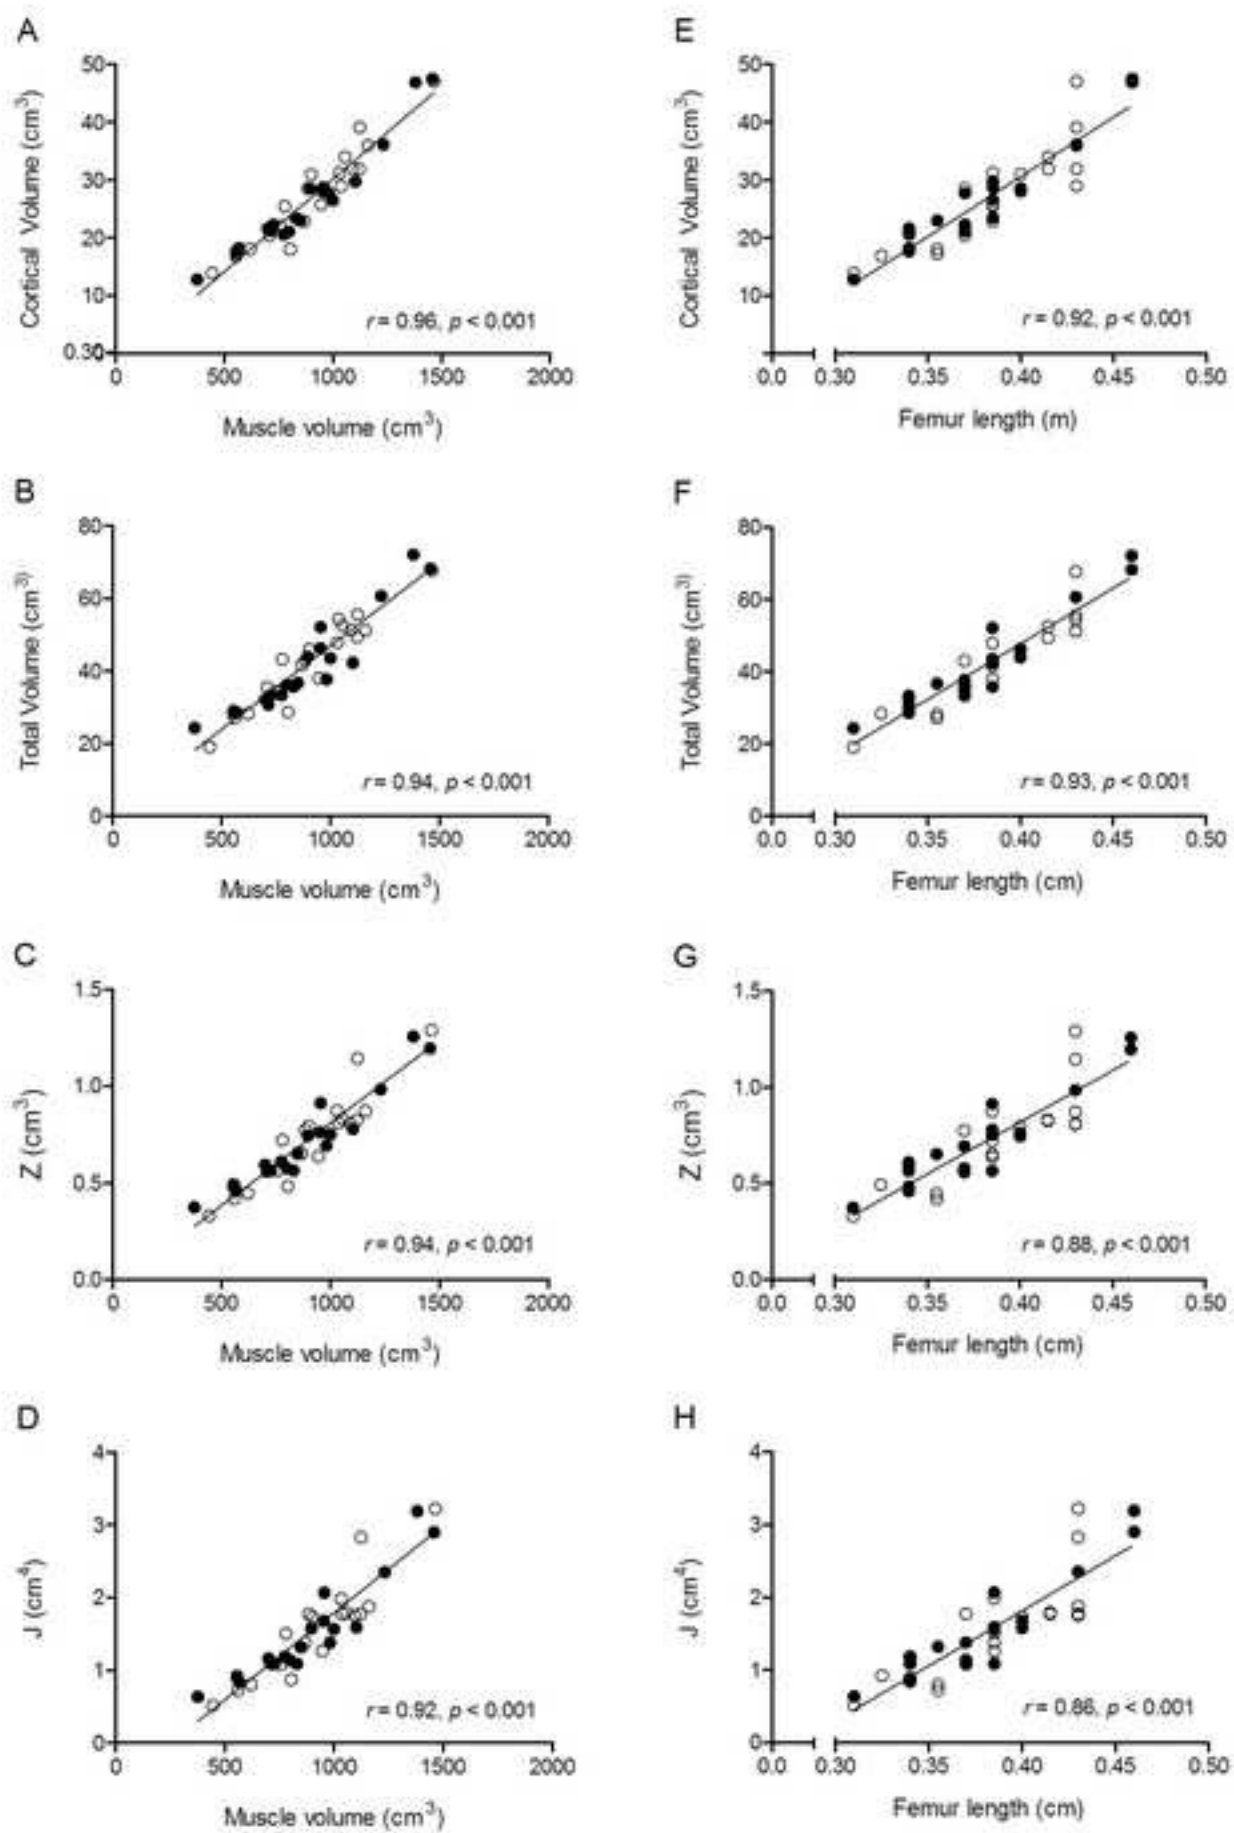 A
E
Cortical Volume (cm³)
50
40
30
20
10
0.30
0
0 500 1000 1500 2000
r = 0.96, p < 0.001
Muscle volume (cm³)
Cortical Volume (cm³)
50
40
30
20
10
0.0 0.30 0.35 0.40 0.45 0.50
r = 0.92, p < 0.001
Femur length (m)
B
F
Total Volume (cm³)
80
60
40
20
0
0 500 1000 1500 2000
r = 0.94, p < 0.001
Muscle volume (cm³)
Total Volume (cm³)
80
60
40
20
0
0.0 0.30 0.35 0.40 0.45 0.50
r = 0.93, p < 0.001
Femur length (cm)
C
G
Z (cm³)
1.5
1.0
0.5
0.0
0 500 1000 1500 2000
r = 0.94, p < 0.001
Muscle volume (cm³)
Z (cm³)
1.5
1.0
0.5
0.0
0.0 0.30 0.35 0.40 0.45 0.50
r = 0.88, p < 0.001
Femur length (cm)
D
H
J (cm⁴)
4
3
2
1
0
0 500 1000 1500 2000
r = 0.92, p < 0.001
Muscle volume (cm³)
J (cm⁴)
4
3
2
1
0
0.0 0.30 0.35 0.40 0.45 0.50
r = 0.86, p < 0.001
Femur length (cm)